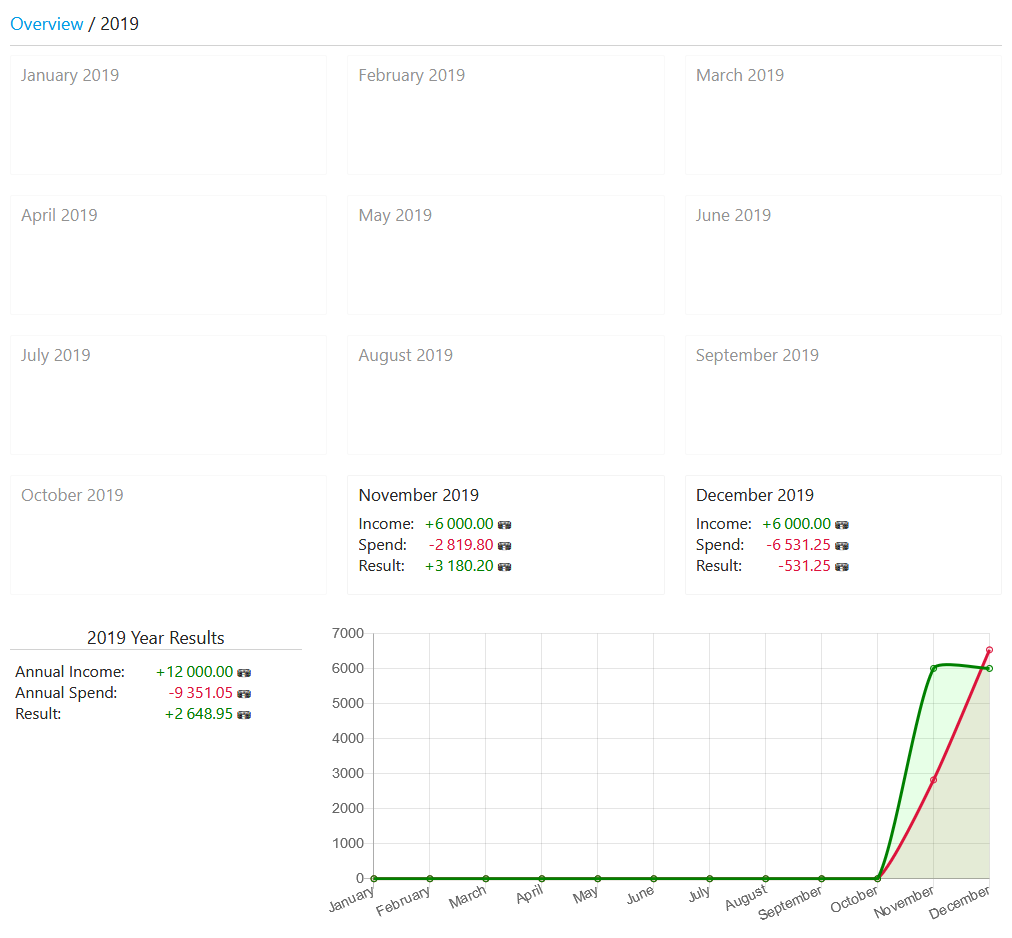 Overview / 2019
January 2019
February 2019
March 2019
April 2019
May 2019
June 2019
July 2019
August 2019
September 2019
October 2019
November 2019
Income: +6 000.00
Spend: -2 819.80
Result: +3 180.20
December 2019
Income: +6 000.00
Spend: -6 531.25
Result: -531.25
2019 Year Results
Annual Income: +12 000.00
Annual Spend: -9 351.05
Result: +2 648.95
7000
6000
5000
4000
3000
2000
1000
0
January
February
March
April
May
June
July
August
September
October
November
December